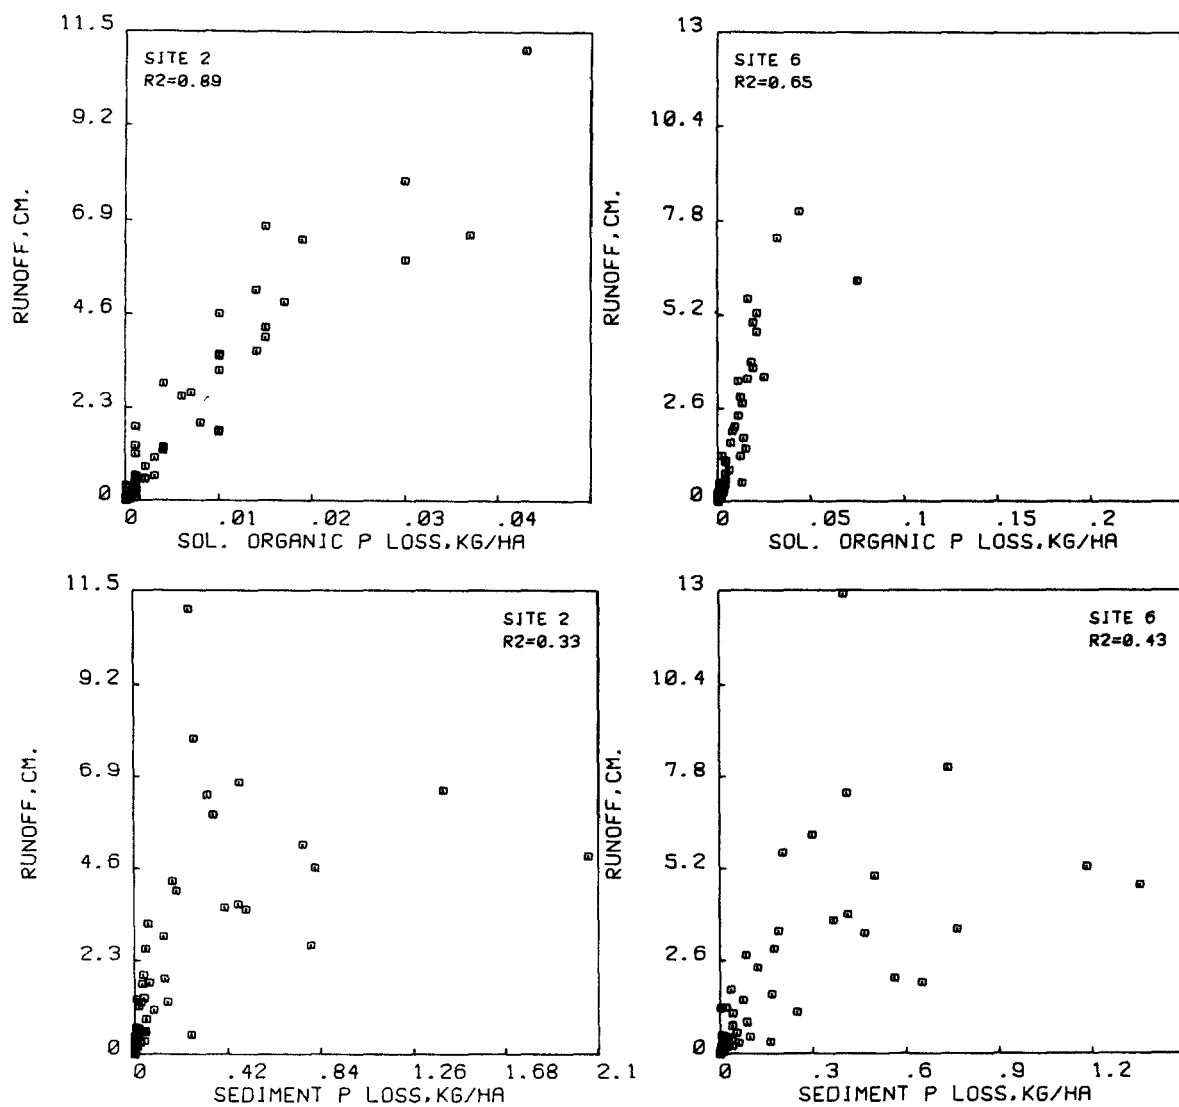 11.5
SITE 2
R2=0.89
9.2
6.9
4.6
2.3
0
RUNOFF, CM.
0 .01 .02 .03 .04
SOL. ORGANIC P LOSS, KG/HA
13
SITE 6
R2=0.65
10.4
7.8
5.2
2.6
0
RUNOFF, CM.
0 .05 .1 .15 .2
SOL. ORGANIC P LOSS, KG/HA
11.5
SITE 2
R2=0.33
9.2
6.9
4.6
2.3
0
RUNOFF, CM.
0 .42 .84 1.26 1.68 2.1
SEDIMENT P LOSS, KG/HA
13
SITE 6
R2=0.43
10.4
7.8
5.2
2.6
0
RUNOFF, CM.
0 .3 .6 .9 1.2
SEDIMENT P LOSS, KG/HA